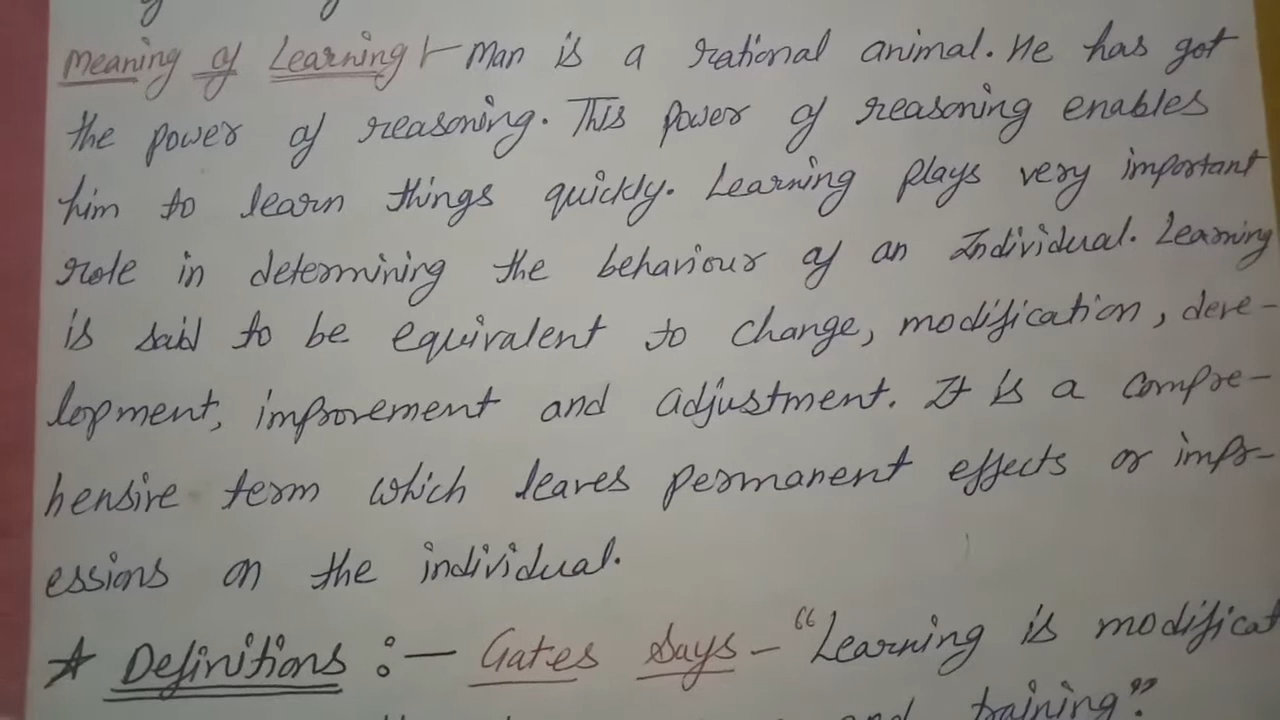 Meaning of Learning :- Man is a rational animal. He has got
the power of reasoning. This power of reasoning enables
him to learn things quickly. Learning plays very important
role in determining the behaviour of an Individual. Learning
is said to be equivalent to change, modification, deve-
lopment, improvement and adjustment. It is a compre-
hensive term which leaves permanent effects or impr-
essions on the individual.
★ Definitions :— Gates Says – "Learning is modificat
and training"